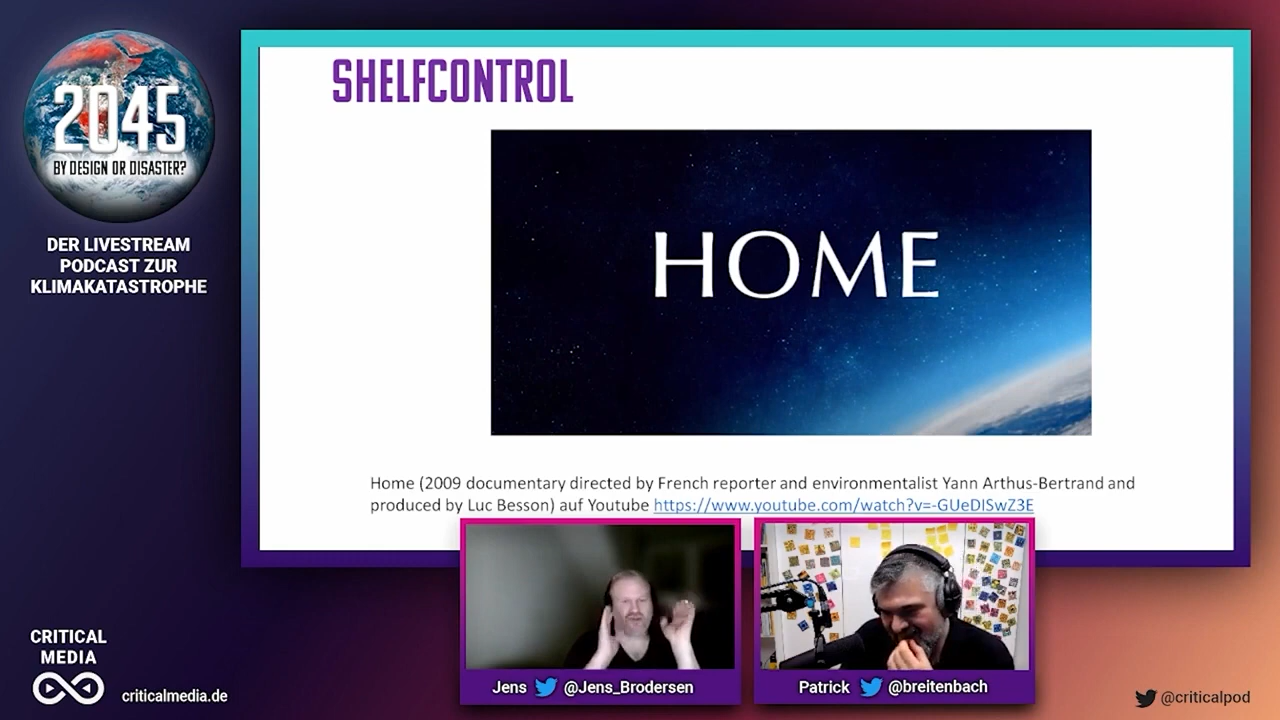 2045
BY DESIGN OR DISASTER?
DER LIVESTREAM
PODCAST ZUR
KLIMAKATASTROPHE
SHELFCONTROL
HOME
Home (2009 documentary directed by French reporter and environmentalist Yann Arthus-Bertrand and
produced by Luc Besson) auf Youtube https://www.youtube.com/watch?v=-GUeDISwZ3E
Jens @Jens_Brodersen
Patrick @breitenbach
CRITICAL
MEDIA
criticalmedia.de
@criticalpod